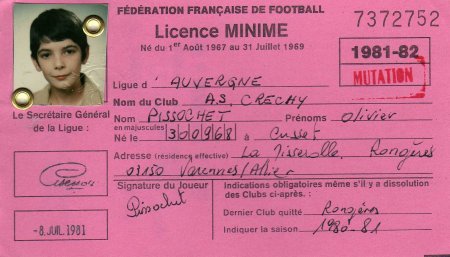 FÉDÉRATION FRANÇAISE DE FOOTBALL
7372752
Licence MINIME
Né du 1er Août 1967 au 31 Juillet 1969
1981-82
MUTATION
Ligue d' AUVERGNE
Nom du Club A.S. CRECHY
Le Secrétaire Général
de la Ligue :
Nom PISSOCHET Prénoms Olivier
en majuscules
Né le 30968 à Cusset
Adresse (résidence effective) La Tisserolle, Rongères
03150 Varennes/Allier
Signature du Joueur
Pissochet
Indications obligatoires même s'il y a dissolution
des Clubs ci-après :
Dernier Club quitté Rongères
Indiquer la saison 1980-81
-8. JUIL. 1981